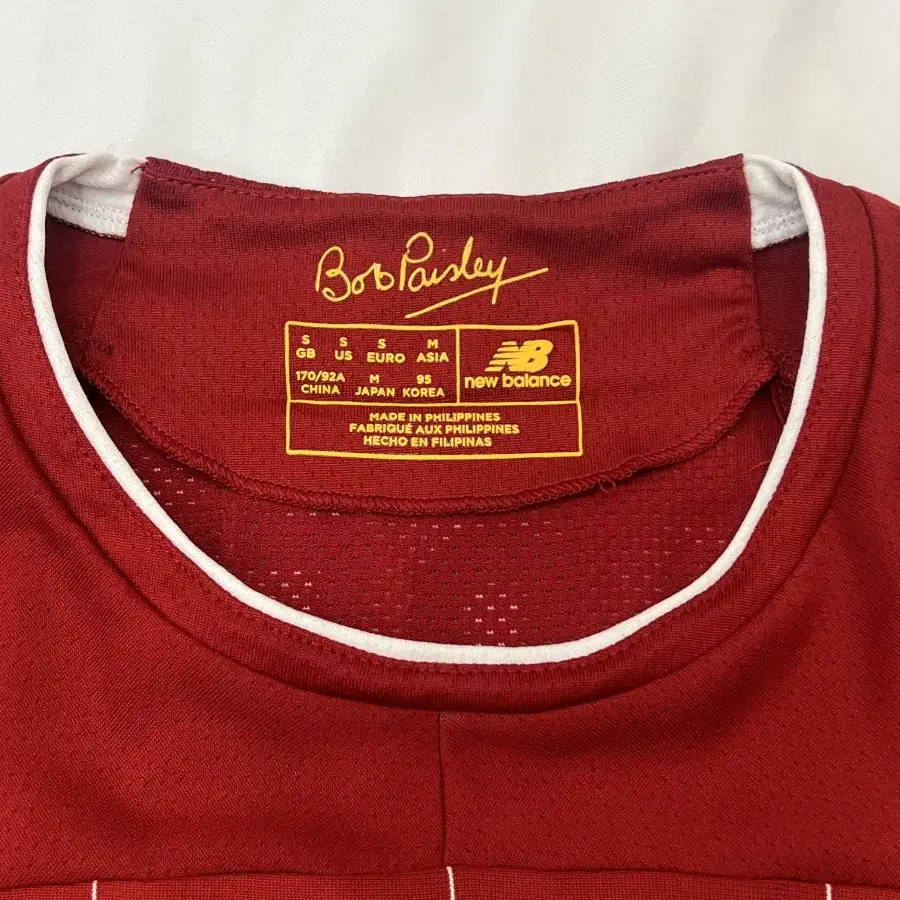 Bob Paisley
S S S M
GB US EURO ASIA
170/92A M 95
CHINA JAPAN KOREA
NB
new balance
MADE IN PHILIPPINES
FABRIQUÉ AUX PHILIPPINES
HECHO EN FILIPINAS